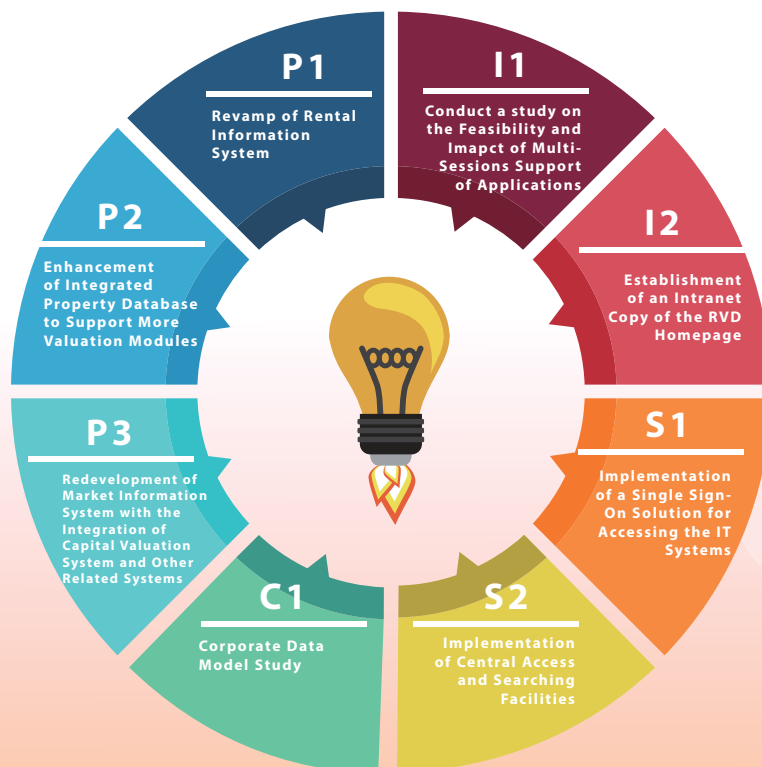 P1
Revamp of Rental
Information
System
I1
Conduct a study on
the Feasibility and
Imapct of Multi-
Sessions Support
of Applications
P2
Enhancement
of Integrated
Property Database
to Support More
Valuation Modules
I2
Establishment
of an Intranet
Copy of the RVD
Homepage
P3
Redevelopment of
Market Information
System with the
Integration of
Capital Valuation
System and Other
Related Systems
S1
Implementation
of a Single Sign-
On Solution for
Accessing the IT
Systems
C1
Corporate Data
Model Study
S2
Implementation
of Central Access
and Searching
Facilities